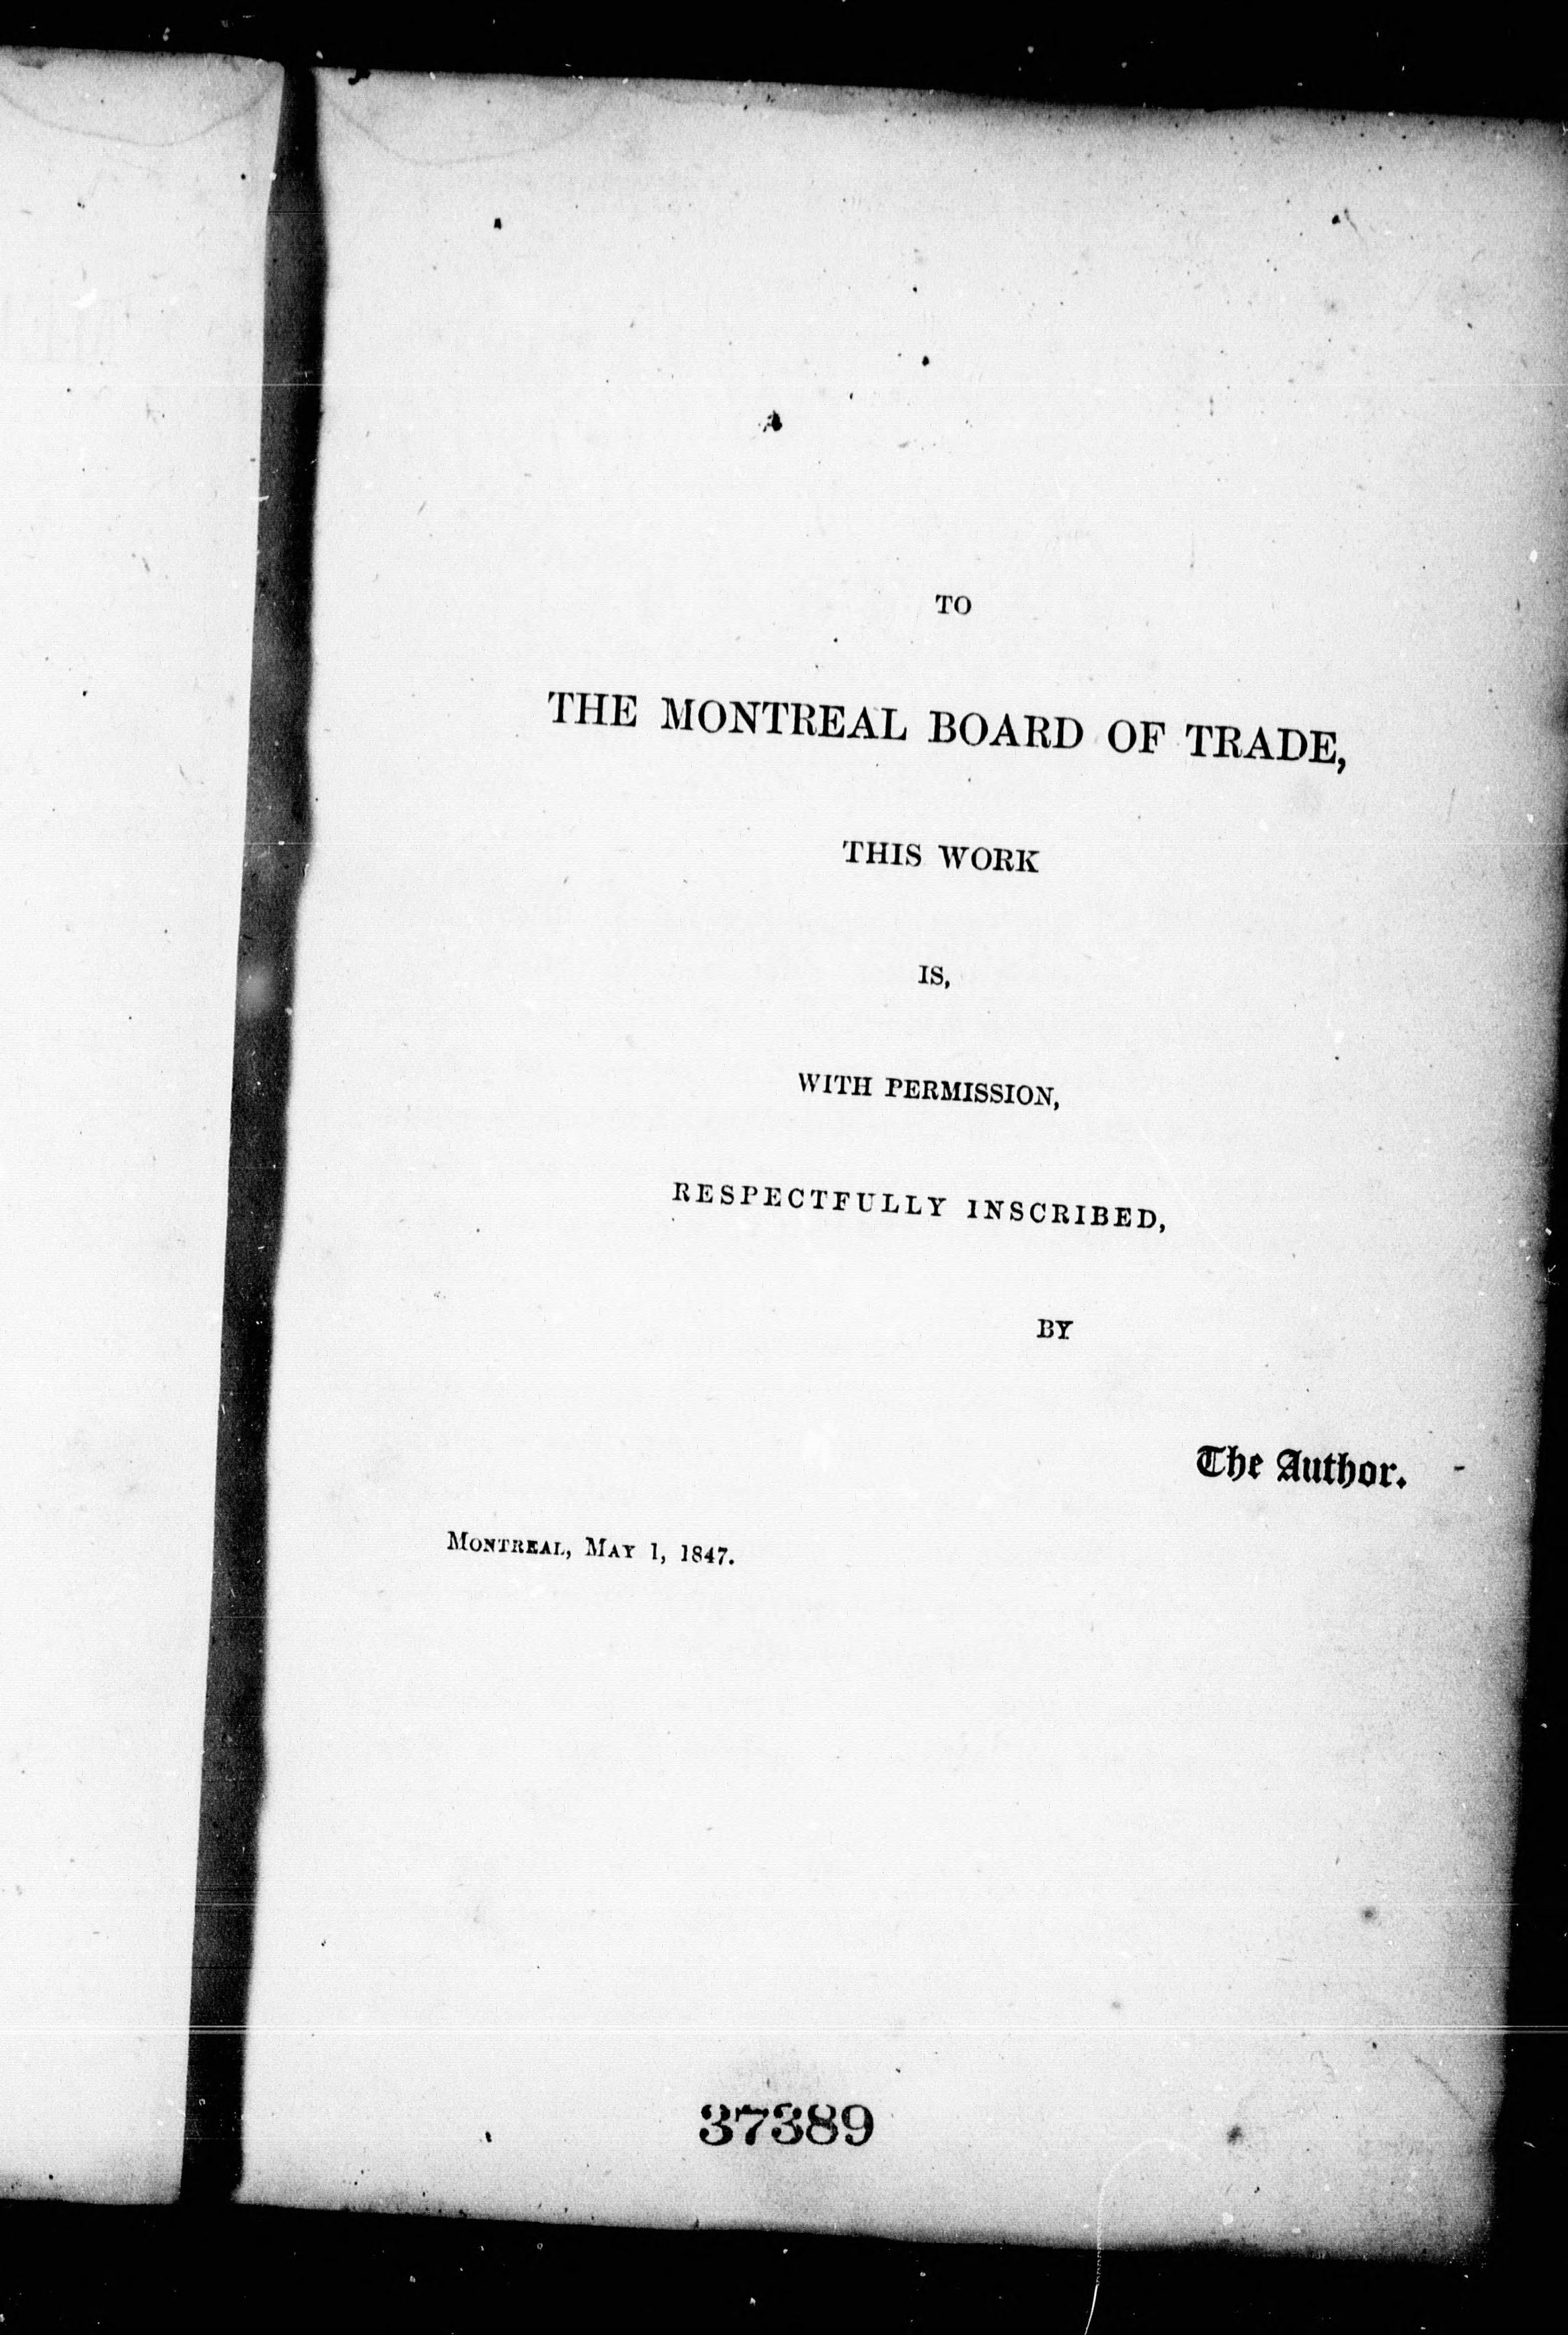 TO
THE MONTREAL BOARD OF TRADE,
THIS WORK
IS,
WITH PERMISSION,
RESPECTFULLY INSCRIBED,
BY
The Author.
MONTREAL, MAY 1, 1847.
37389